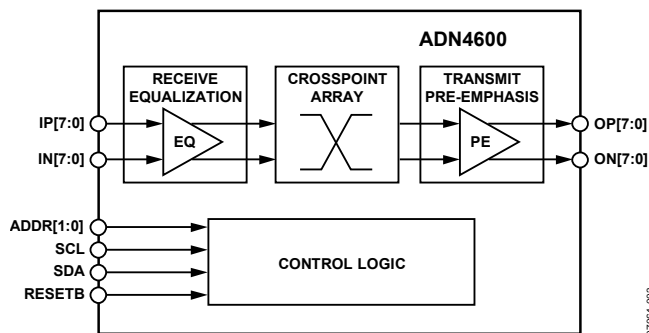 ADN4600
RECEIVE
EQUALIZATION
CROSSPOINT
ARRAY
TRANSMIT
PRE-EMPHASIS
IP[7:0]
IN[7:0]
EQ
PE
OP[7:0]
ON[7:0]
ADDR[1:0]
SCL
SDA
RESETB
CONTROL LOGIC